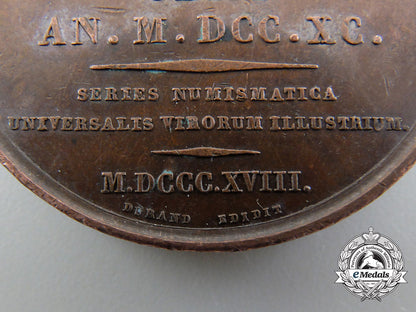 AN. M. DCC. XC.
SERIES NUMISMATICA
UNIVERSALIS VIRORUM ILLUSTRIUM.
M.DCCC.XVIII.
DURAND EDIDIT
eMedals